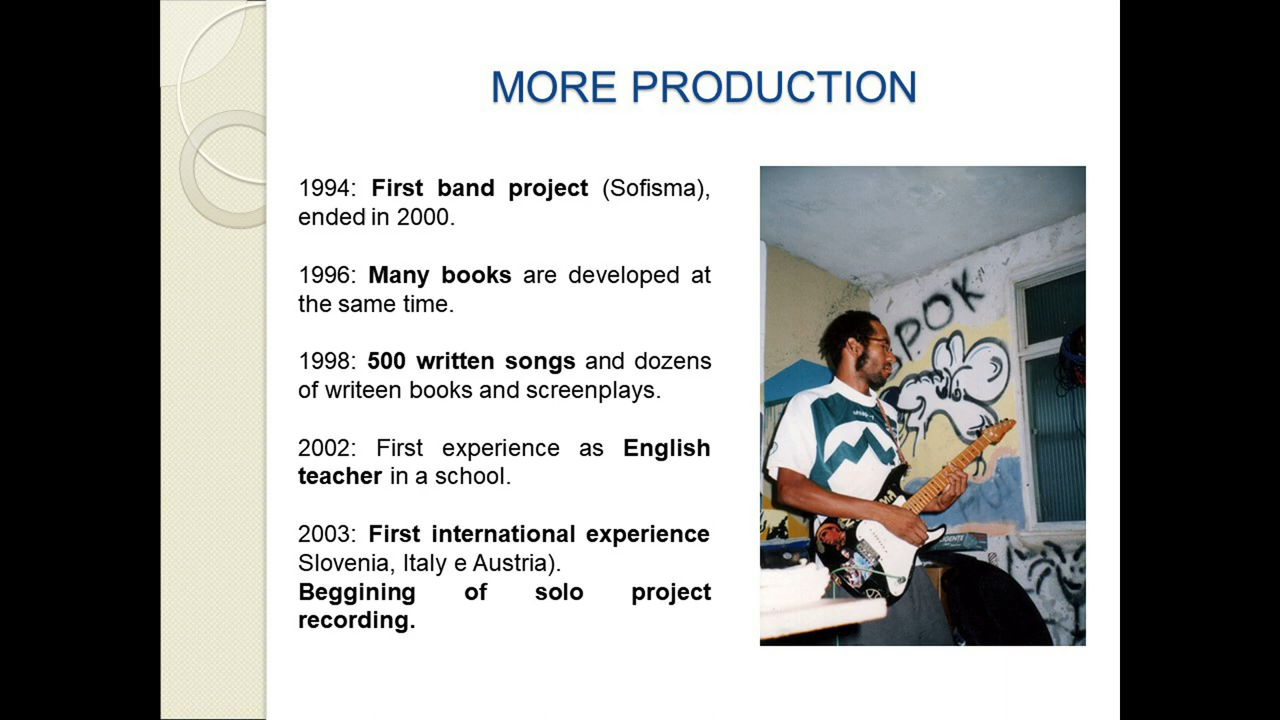 MORE PRODUCTION
1994: First band project (Sofisma),
ended in 2000.
1996: Many books are developed at
the same time.
1998: 500 written songs and dozens
of writeen books and screenplays.
2002: First experience as English
teacher in a school.
2003: First international experience
Slovenia, Italy e Austria).
Beggining of solo project
recording.